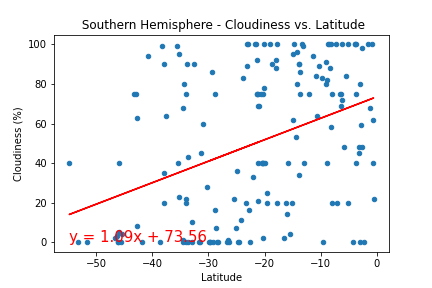 Southern Hemisphere - Cloudiness vs. Latitude
Cloudiness (%)
100
80
60
40
20
0
y = 1.09x + 73.56
−50 −40 −30 −20 −10 0
Latitude